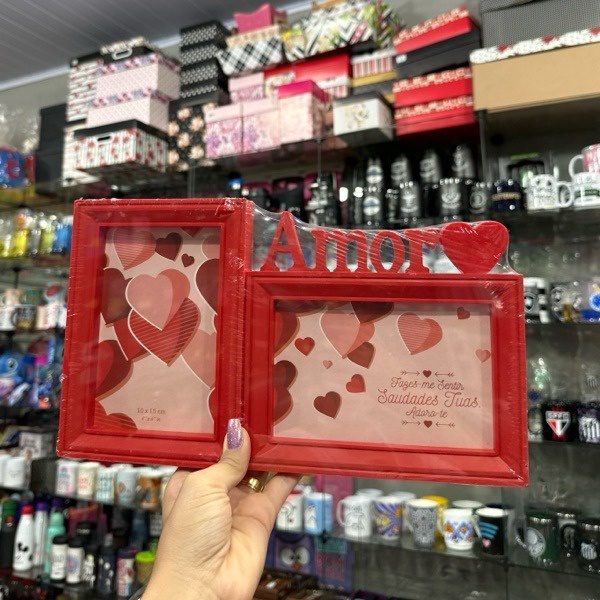 Amor
10 x 15 cm
Fazes-me Sentir
Saudades Tuas,
Adoro-te